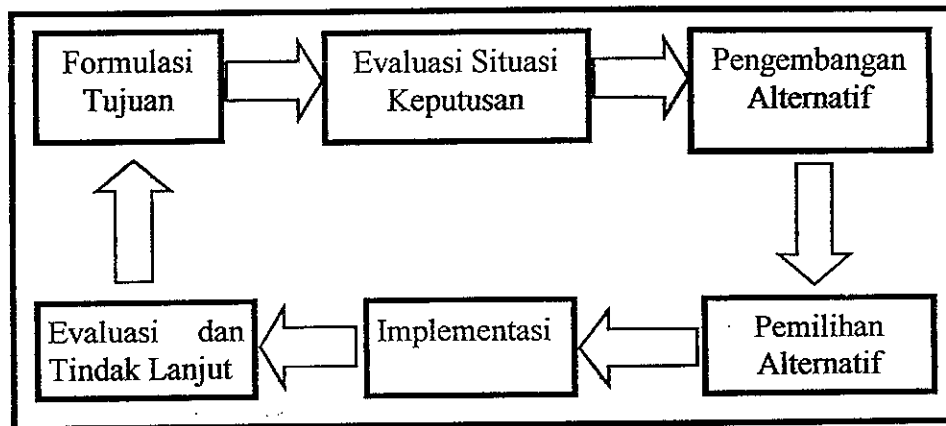 Formulasi
Tujuan
Evaluasi Situasi
Keputusan
Pengembangan
Alternatif
Pemilihan
Alternatif
Implementasi
Evaluasi dan
Tindak Lanjut